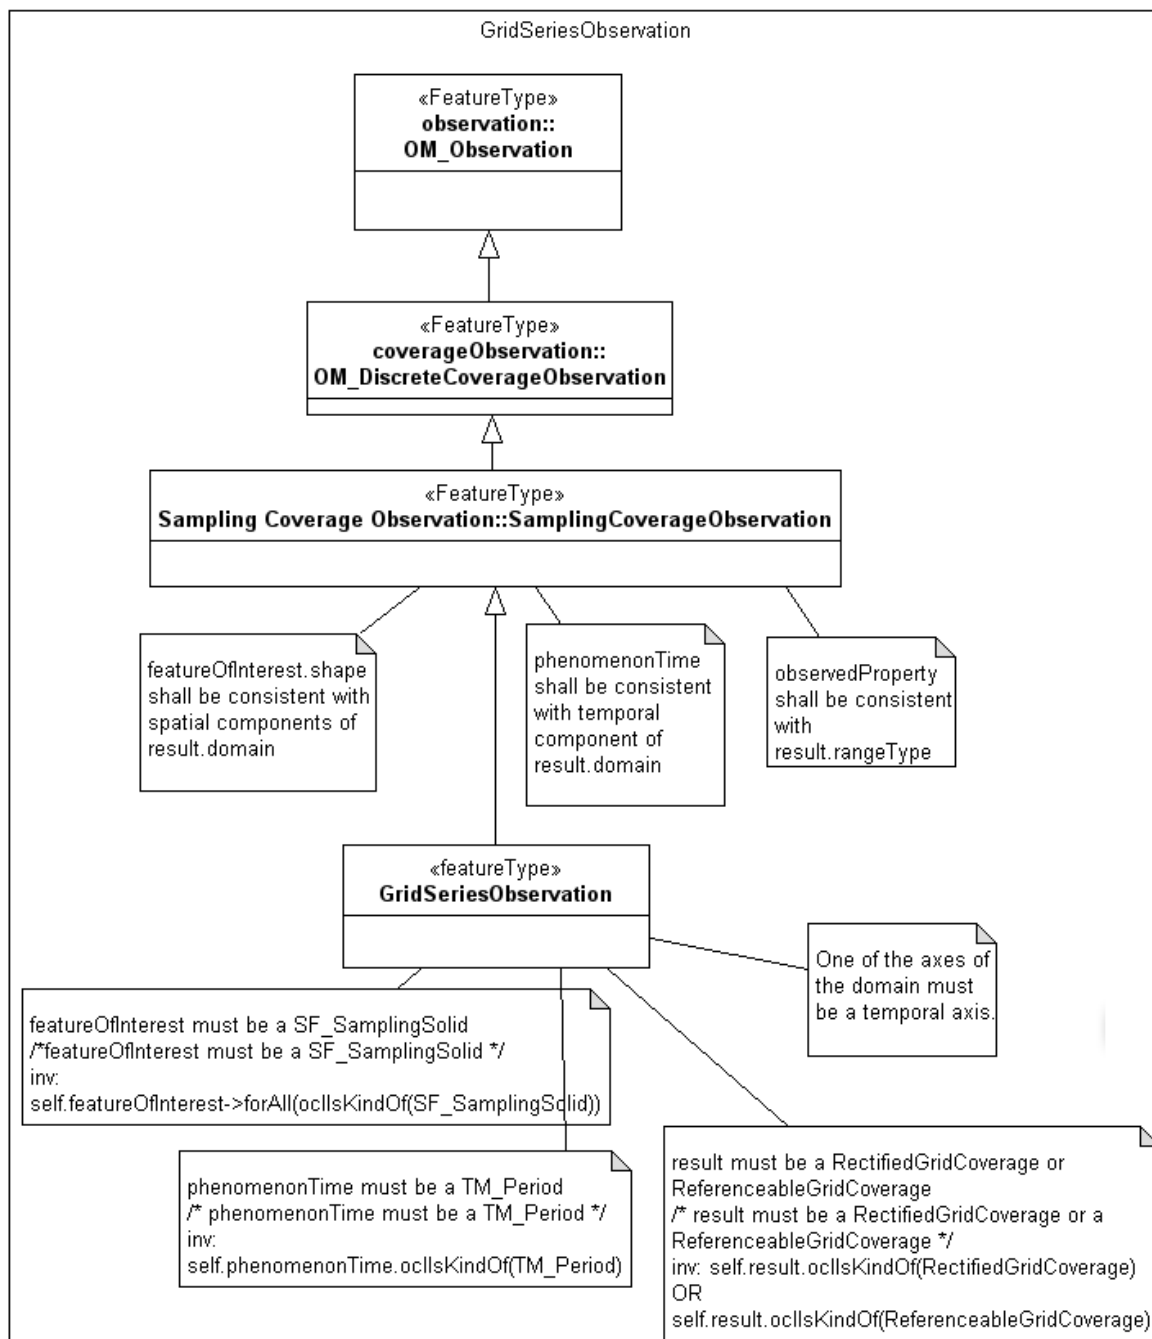 GridSeriesObservation
«FeatureType»
observation::
OM_Observation
«FeatureType»
coverageObservation::
OM_DiscreteCoverageObservation
«FeatureType»
Sampling Coverage Observation::SamplingCoverageObservation
featureOfInterest.shape
shall be consistent with
spatial components of
result.domain
phenomenonTime
shall be consistent
with temporal
component of
result.domain
observedProperty
shall be consistent
with
result.rangeType
«featureType»
GridSeriesObservation
One of the axes of
the domain must
be a temporal axis.
featureOfInterest must be a SF_SamplingSolid
/*featureOfInterest must be a SF_SamplingSolid */
inv:
self.featureOfInterest->forAll(oclIsKindOf(SF_SamplingSolid))
phenomenonTime must be a TM_Period
/* phenomenonTime must be a TM_Period */
inv:
self.phenomenonTime.oclIsKindOf(TM_Period)
result must be a RectifiedGridCoverage or
ReferenceableGridCoverage
/* result must be a RectifiedGridCoverage or a
ReferenceableGridCoverage */
inv: self.result.oclIsKindOf(RectifiedGridCoverage)
OR
self.result.oclIsKindOf(ReferenceableGridCoverage)